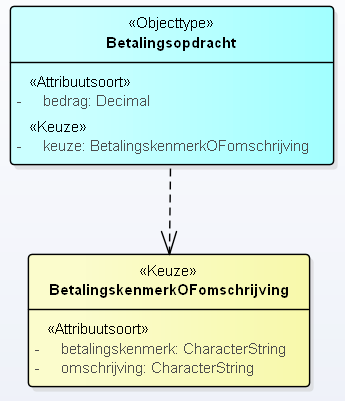 «Objecttype»
Betalingsopdracht
«Attribuutsoort»
- bedrag: Decimal
«Keuze»
- keuze: BetalingskenmerkOFomschrijving
«Keuze»
BetalingskenmerkOFomschrijving
«Attribuutsoort»
- betalingskenmerk: CharacterString
- omschrijving: CharacterString